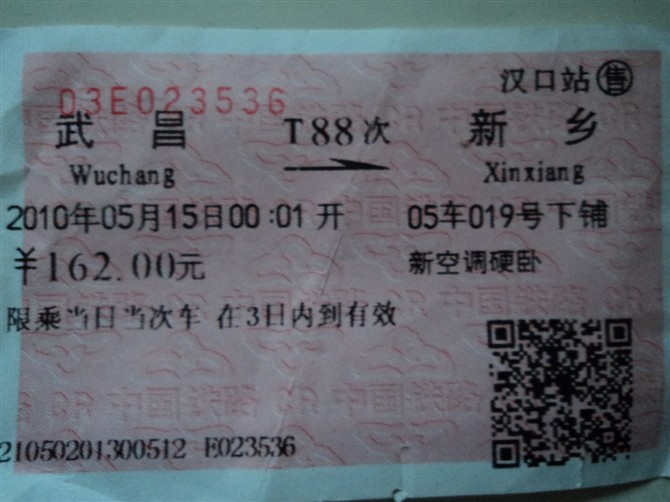 汉口站 售
03E023536
武昌 T88次 新乡
Wuchang Xinxiang
2010年05月15日00:01开 05车019号下铺
¥162.00元 新空调硬卧
限乘当日当次车 在3日内到有效
21050201300512 E023536